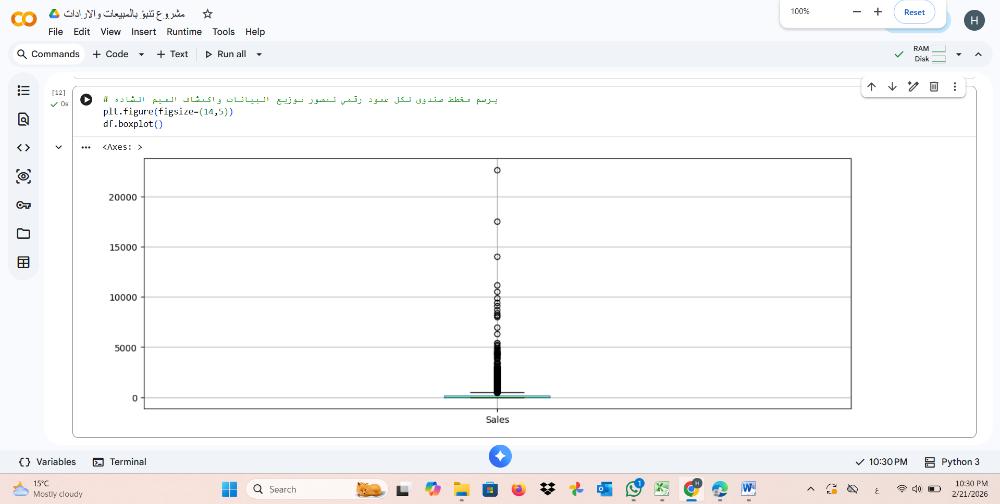 مشروع تنبؤ بالمبيعات والارادات
100%
Reset
H
File Edit View Insert Runtime Tools Help
Commands + Code + Text Run all
RAM
Disk
[12]
0s
# يرسم مخطط صندوق لكل عمود رقمي لتصور توزيع البيانات واكتشاف القيم الشاذة
plt.figure(figsize=(14,5))
df.boxplot()
<Axes: >
20000
15000
10000
5000
0
Sales
Variables Terminal
10:30 PM Python 3
15°C
Mostly cloudy
Search
1
H
ع
10:30 PM
2/21/2026